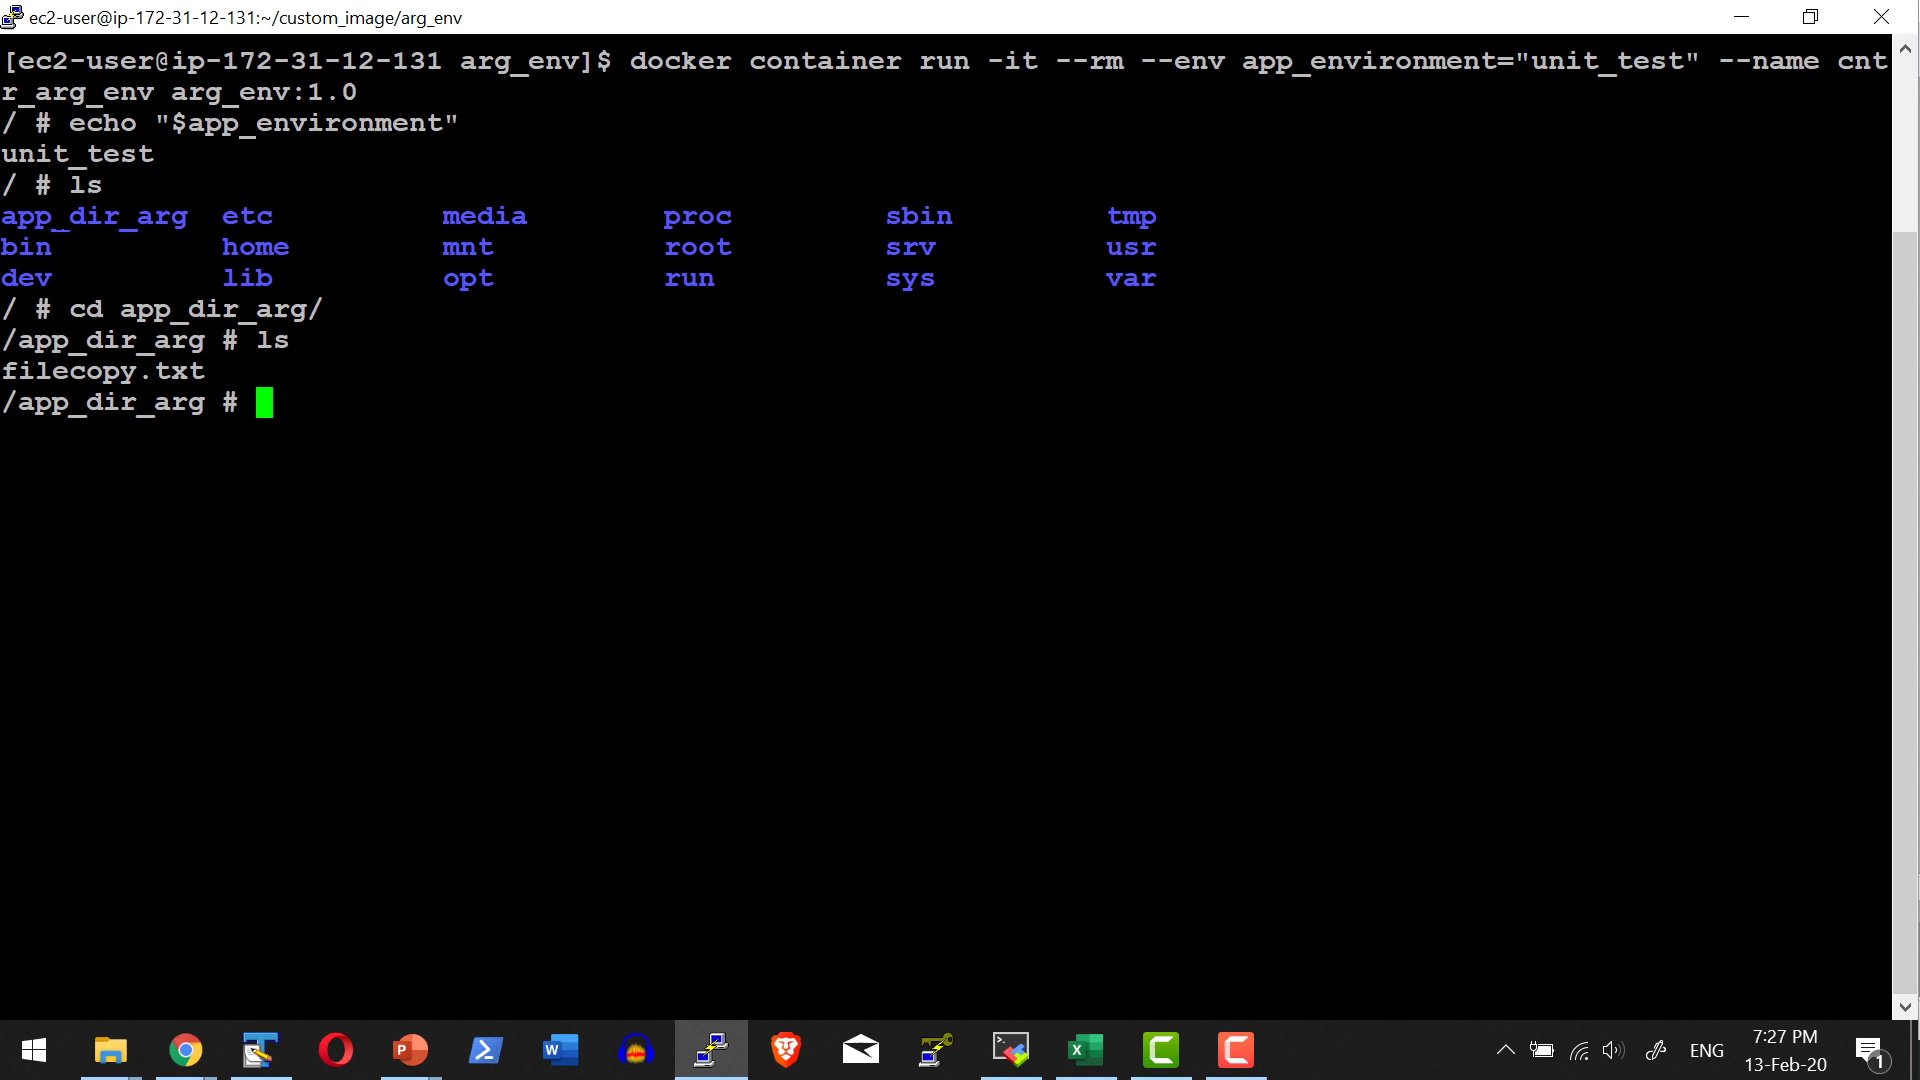 ec2-user@ip-172-31-12-131:~/custom_image/arg_env
[ec2-user@ip-172-31-12-131 arg_env]$ docker container run -it --rm --env app_environment="unit_test" --name cnt
r_arg_env arg_env:1.0
/ # echo "$app_environment"
unit_test
/ # ls
app_dir_arg etc media proc sbin tmp
bin home mnt root srv usr
dev lib opt run sys var
/ # cd app_dir_arg/
/app_dir_arg # ls
filecopy.txt
/app_dir_arg #
ENG
7:27 PM
13-Feb-20
1